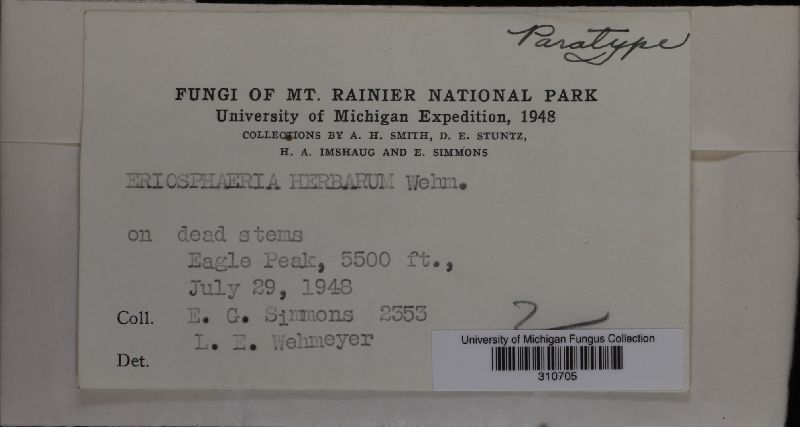 Paratype
FUNGI OF MT. RAINIER NATIONAL PARK
University of Michigan Expedition, 1948
COLLECTIONS BY A. H. SMITH, D. E. STUNTZ,
H. A. IMSHAUG AND E. SIMMONS
ERIOSPHAERIA HERBARUM Wehm.
on dead stems
Eagle Peak, 5500 ft.,
July 29, 1948
Coll. E. G. Simmons 2353
L. E. Wehmeyer
Det.
University of Michigan Fungus Collection
310705